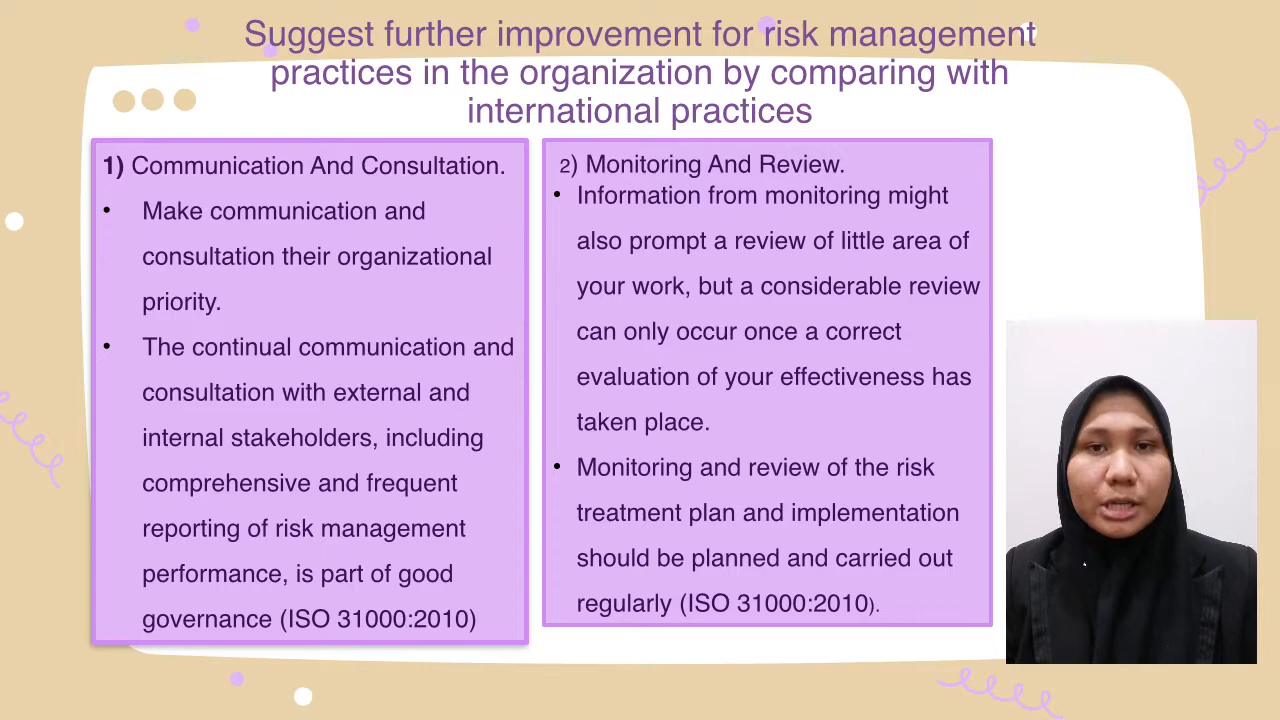 Suggest further improvement for risk management
practices in the organization by comparing with
international practices
1) Communication And Consultation.
• Make communication and
consultation their organizational
priority.
• The continual communication and
consultation with external and
internal stakeholders, including
comprehensive and frequent
reporting of risk management
performance, is part of good
governance (ISO 31000:2010)
2) Monitoring And Review.
• Information from monitoring might
also prompt a review of little area of
your work, but a considerable review
can only occur once a correct
evaluation of your effectiveness has
taken place.
• Monitoring and review of the risk
treatment plan and implementation
should be planned and carried out
regularly (ISO 31000:2010).